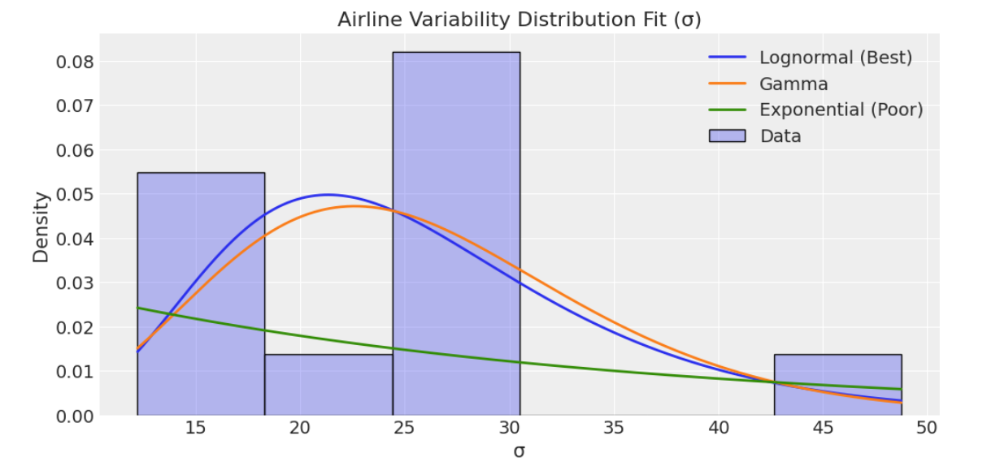 Airline Variability Distribution Fit (σ)
Lognormal (Best)
Gamma
Exponential (Poor)
Data
Density
0.08
0.07
0.06
0.05
0.04
0.03
0.02
0.01
0.00
15 20 25 30 35 40 45 50
σ